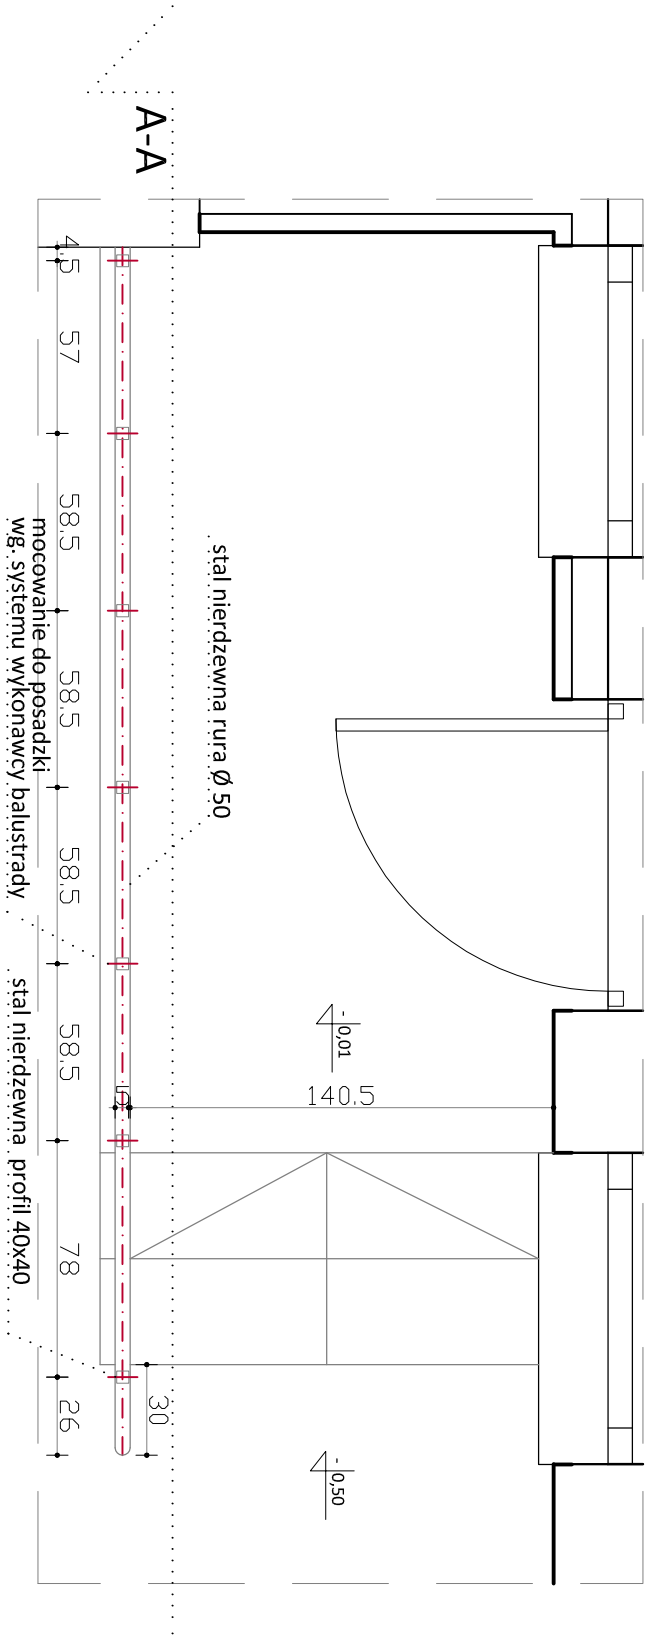 A-A
4.5
57
58.5
58.5
58.5
58.5
78
26
30
mocowanie do posadzki
wg. systemu wykonawcy balustrady
stal nierdzewna rura Ø 50
stal nierdzewna profil 40x40
- 0,01
140.5
5
- 0,50